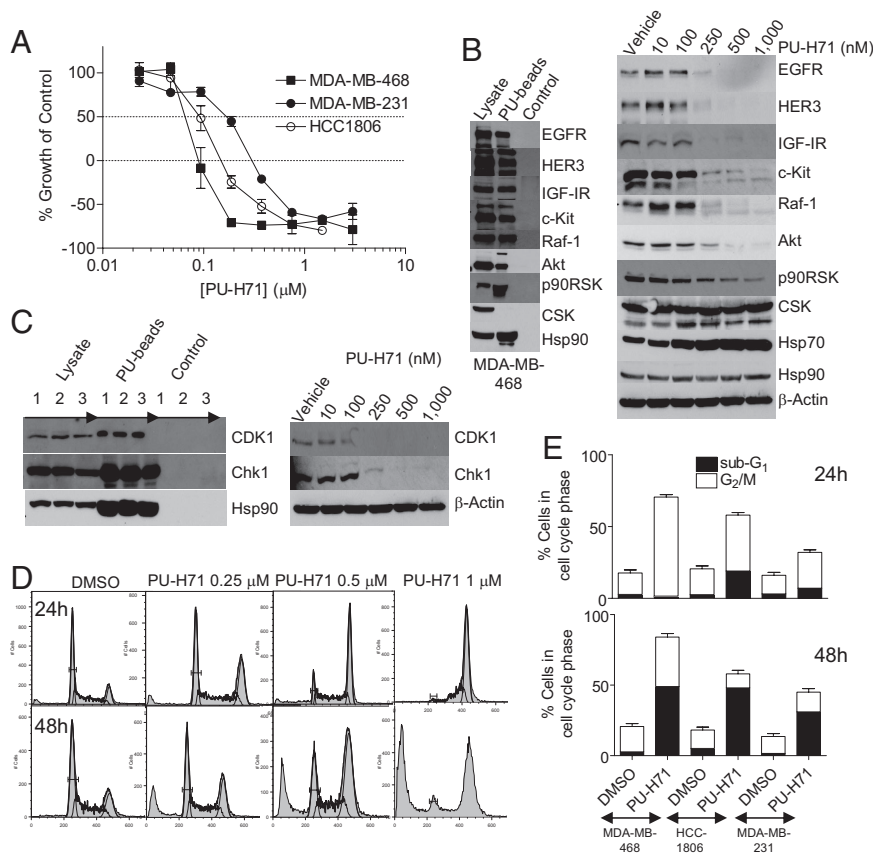 A
% Growth of Control
100
50
0
-50
-100
0.01
0.1
1
10
[PU-H71] (μM)
MDA-MB-468
MDA-MB-231
HCC1806
B
Lysate
PU-beads
Control
EGFR
HER3
IGF-IR
c-Kit
Raf-1
Akt
p90RSK
CSK
Hsp90
MDA-MB-
468
Vehicle
10
100
250
500
1,000
PU-H71 (nM)
EGFR
HER3
IGF-IR
c-Kit
Raf-1
Akt
p90RSK
CSK
Hsp70
Hsp90
β-Actin
C
Lysate
PU-beads
Control
1 2 3 1 2 3 1 2 3
CDK1
Chk1
Hsp90
PU-H71 (nM)
Vehicle
10
100
250
500
1,000
CDK1
Chk1
β-Actin
D
DMSO
PU-H71 0.25 μM
PU-H71 0.5 μM
PU-H71 1 μM
24h
48h
E
% Cells in
cell cycle phase
100
50
0
sub-G1
G2/M
24h
% Cells in
cell cycle phase
100
50
0
48h
DMSO
PU-H71
DMSO
PU-H71
DMSO
PU-H71
MDA-MB-
468
HCC-
1806
MDA-MB-
231